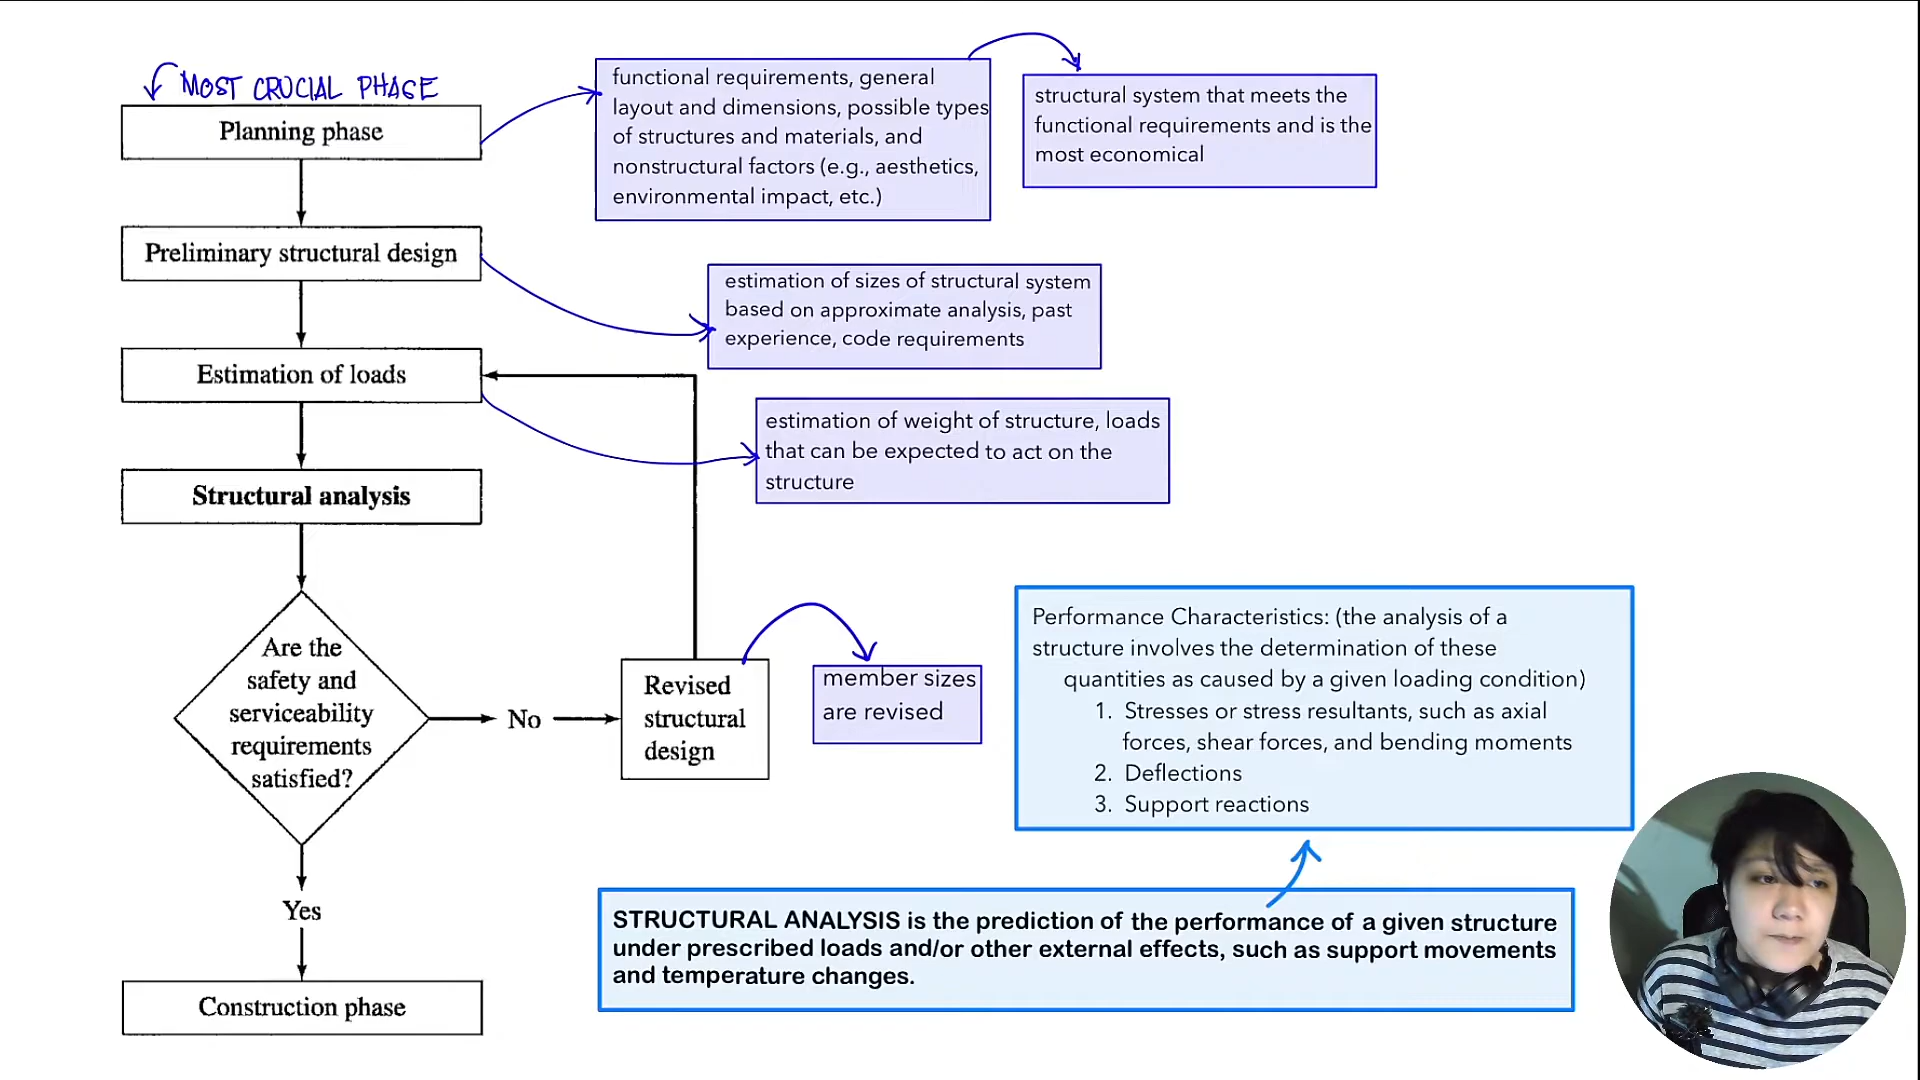 MOST CRUCIAL PHASE
Planning phase
functional requirements, general
layout and dimensions, possible types
of structures and materials, and
nonstructural factors (e.g., aesthetics,
environmental impact, etc.)
structural system that meets the
functional requirements and is the
most economical
Preliminary structural design
estimation of sizes of structural system
based on approximate analysis, past
experience, code requirements
Estimation of loads
estimation of weight of structure, loads
that can be expected to act on the
structure
Structural analysis
Are the
safety and
serviceability
requirements
satisfied?
No
Revised
structural
design
member sizes
are revised
Yes
Construction phase
Performance Characteristics: (the analysis of a
structure involves the determination of these
quantities as caused by a given loading condition)
1. Stresses or stress resultants, such as axial
forces, shear forces, and bending moments
2. Deflections
3. Support reactions
STRUCTURAL ANALYSIS is the prediction of the performance of a given structure
under prescribed loads and/or other external effects, such as support movements
and temperature changes.